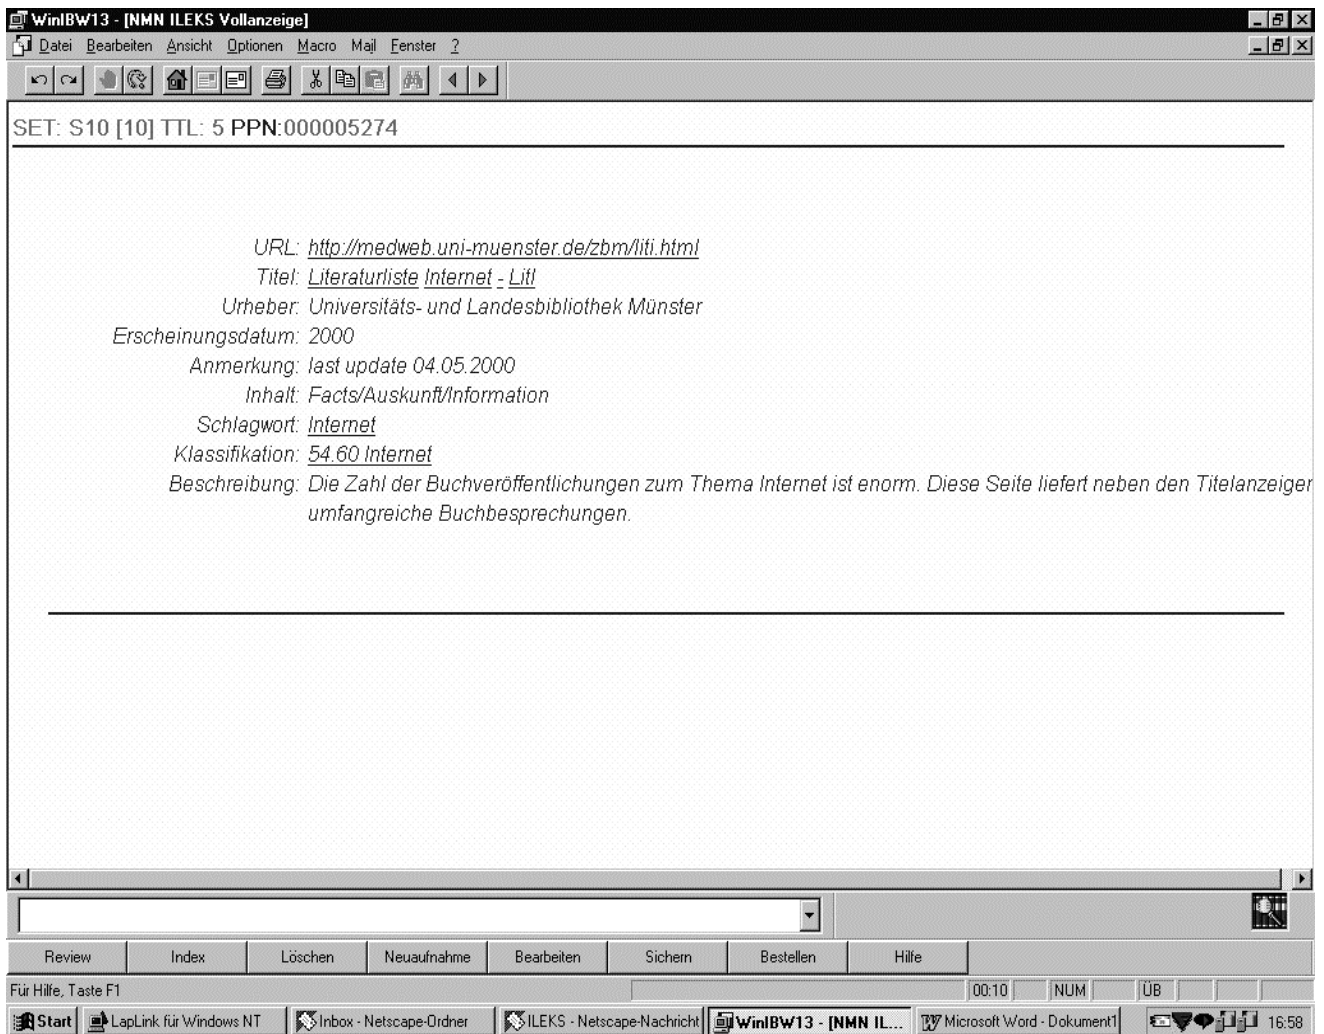 WinIBW13 - [NMN ILEKS Vollanzeige]
Datei Bearbeiten Ansicht Optionen Macro Mail Fenster ?
SET: S10 [10] TTL: 5 PPN:000005274
URL: http://medweb.uni-muenster.de/zbm/liti.html
Titel: Literaturliste Internet - LitI
Urheber: Universitäts- und Landesbibliothek Münster
Erscheinungsdatum: 2000
Anmerkung: last update 04.05.2000
Inhalt: Facts/Auskunft/Information
Schlagwort: Internet
Klassifikation: 54.60 Internet
Beschreibung: Die Zahl der Buchveröffentlichungen zum Thema Internet ist enorm. Diese Seite liefert neben den Titelanzeiger
umfangreiche Buchbesprechungen.
Review Index Löschen Neuaufnahme Bearbeiten Sichern Bestellen Hilfe
Für Hilfe, Taste F1 00:10 NUM ÜB
Start LapLink für Windows NT Inbox - Netscape-Ordner ILEKS - Netscape-Nachricht WinIBW13 - [NMN IL... Microsoft Word - Dokument1 16:58